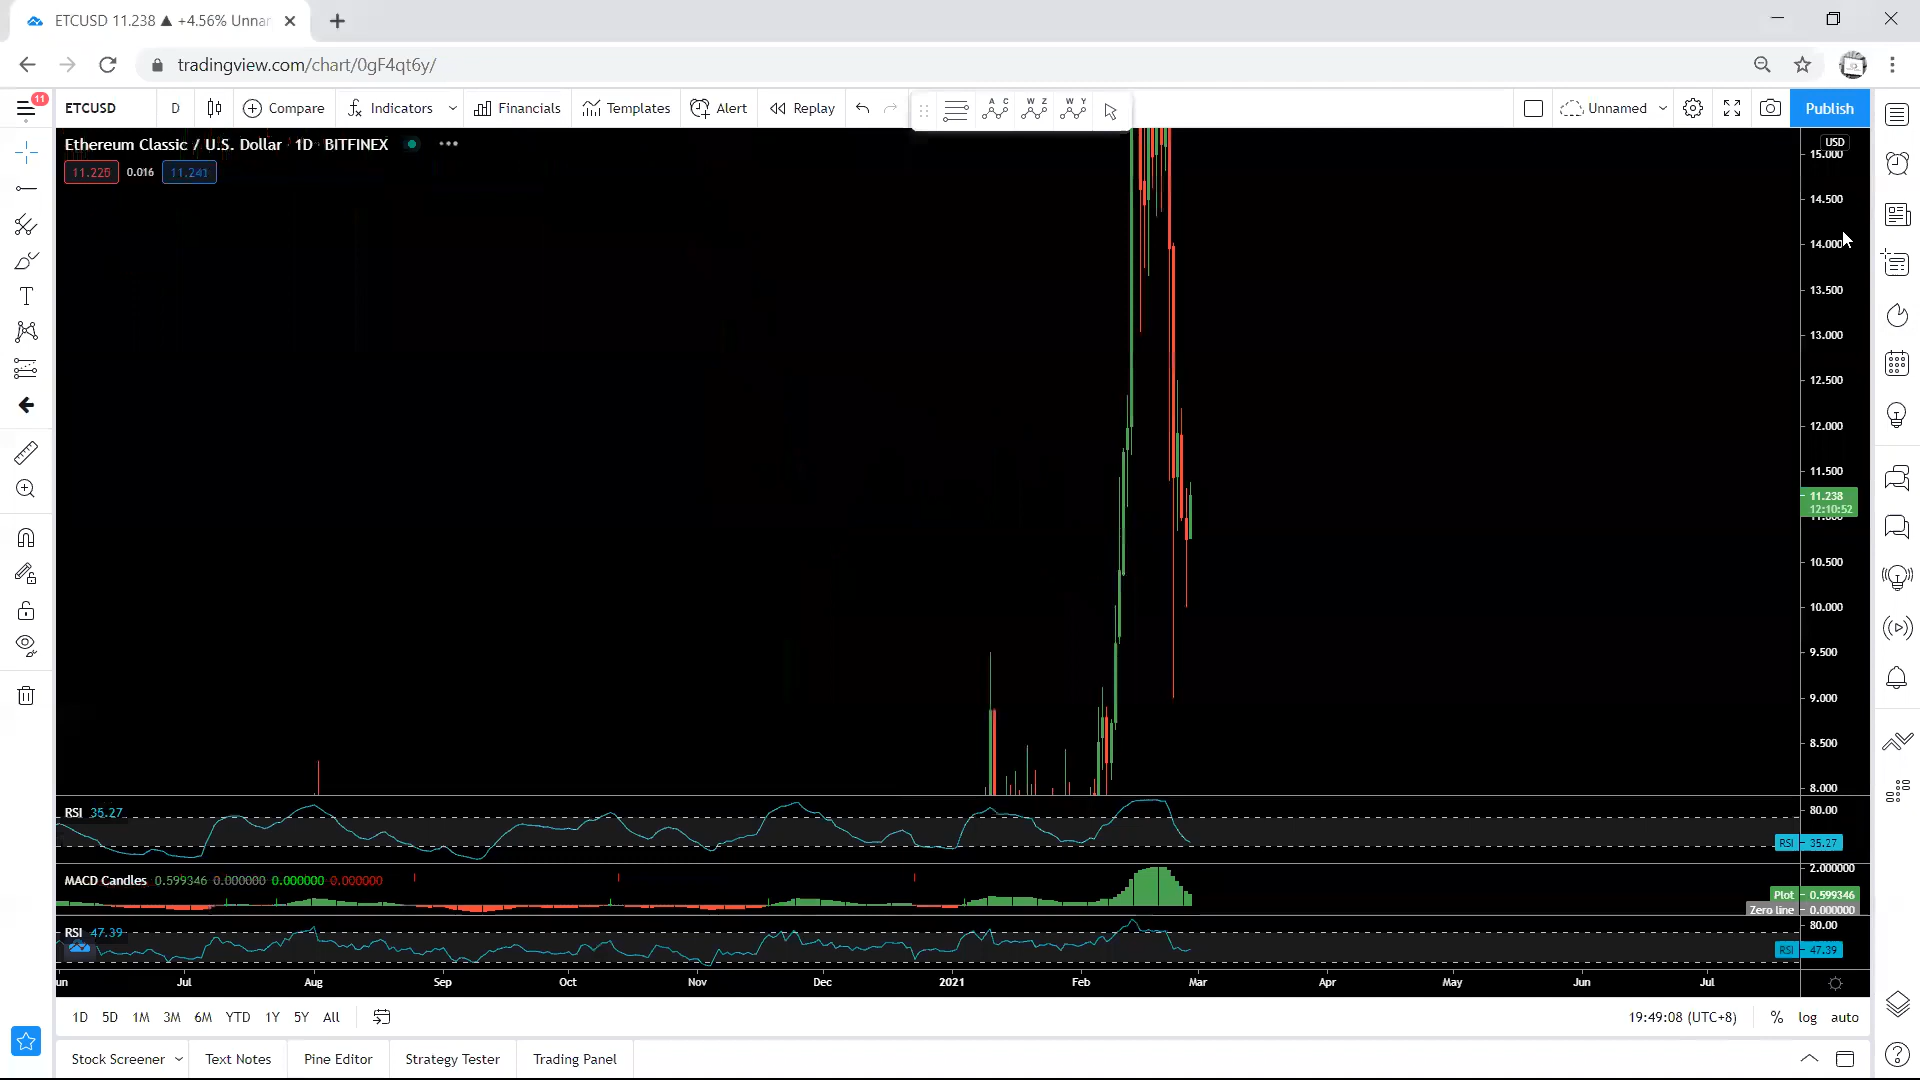 ETCUSD 11.238 ▲ +4.56% Unnar
tradingview.com/chart/0gF4qt6y/
11
ETCUSD D Compare Indicators Financials Templates Alert Replay Unnamed Publish
A C W Z W Y
Ethereum Classic / U.S. Dollar · 1D · BITFINEX
11.225 0.016 11.241
USD
15.000
14.500
14.000
13.500
13.000
12.500
12.000
11.500
11.238
12:10:52
10.500
10.000
9.500
9.000
8.500
8.000
RSI 35.27
80.00
RSI 35.27
MACD Candles 0.599346 0.000000 0.000000 0.000000
2.000000
Plot 0.599346
Zero line 0.000000
RSI 47.39
80.00
RSI 47.39
un Jul Aug Sep Oct Nov Dec 2021 Feb Mar Apr May Jun Jul
1D 5D 1M 3M 6M YTD 1Y 5Y All
19:49:08 (UTC+8) % log auto
Stock Screener Text Notes Pine Editor Strategy Tester Trading Panel